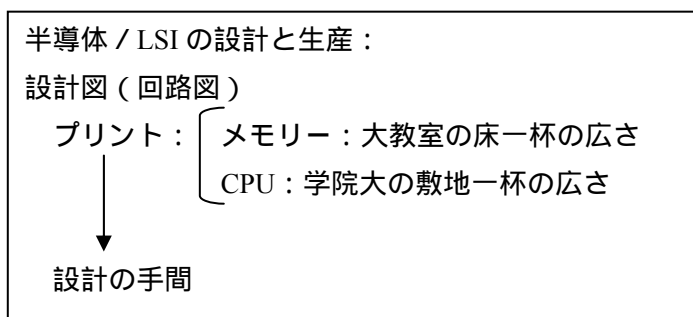 半導体／LSI の設計と生産：
設計図（回路図）
プリント： メモリー：大教室の床一杯の広さ
CPU：学院大の敷地一杯の広さ
設計の手間